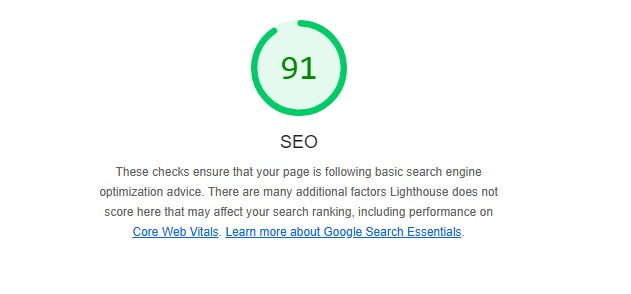 91
SEO
These checks ensure that your page is following basic search engine
optimization advice. There are many additional factors Lighthouse does not
score here that may affect your search ranking, including performance on
Core Web Vitals. Learn more about Google Search Essentials.